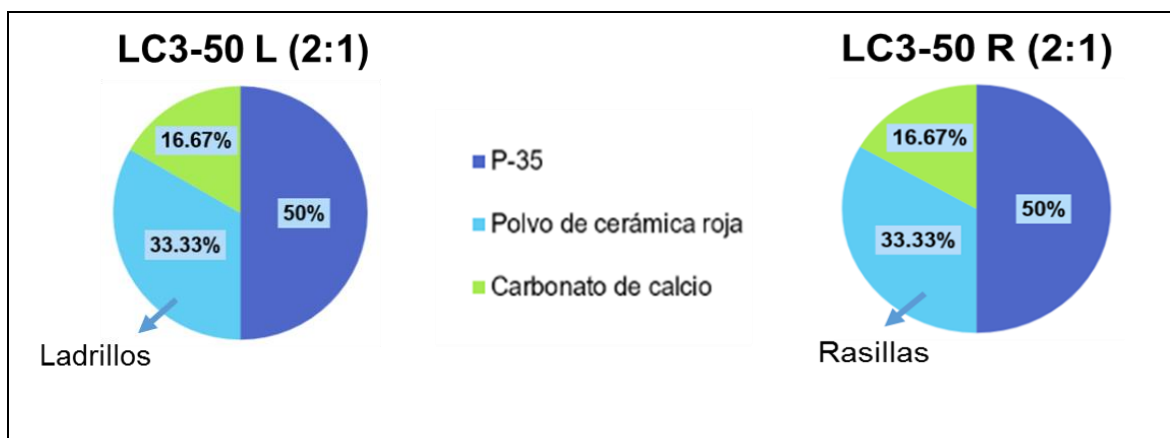 LC3-50 L (2:1)
16.67%
50%
33.33%
Ladrillos
P-35
Polvo de cerámica roja
Carbonato de calcio
LC3-50 R (2:1)
16.67%
50%
33.33%
Rasillas